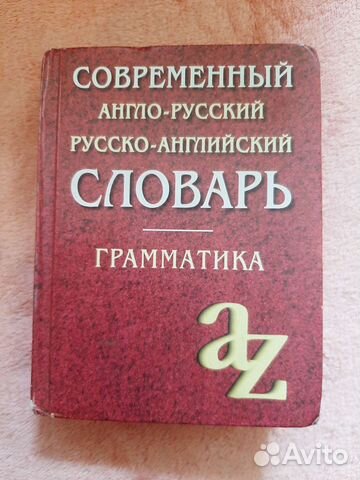 СОВРЕМЕННЫЙ
АНГЛО-РУССКИЙ
РУССКО-АНГЛИЙСКИЙ
СЛОВАРЬ
ГРАММАТИКА
az
Avito